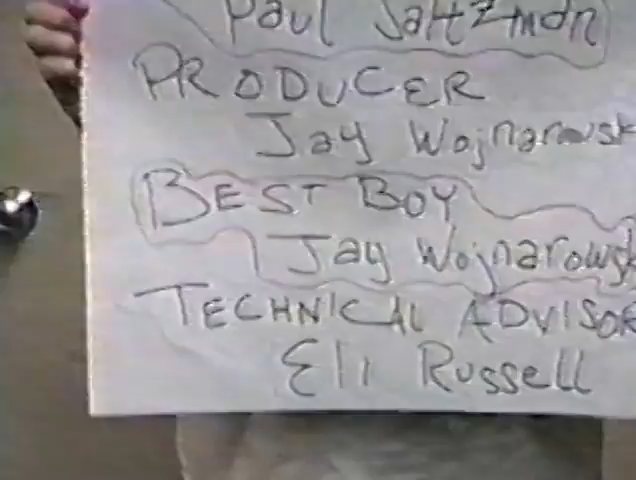 Paul Saltzman
PRODUCER
Jay Wojnarowsk
BEST BOY
Jay Wojnarowsk
TECHNICAL ADVISOR
Eli Russell